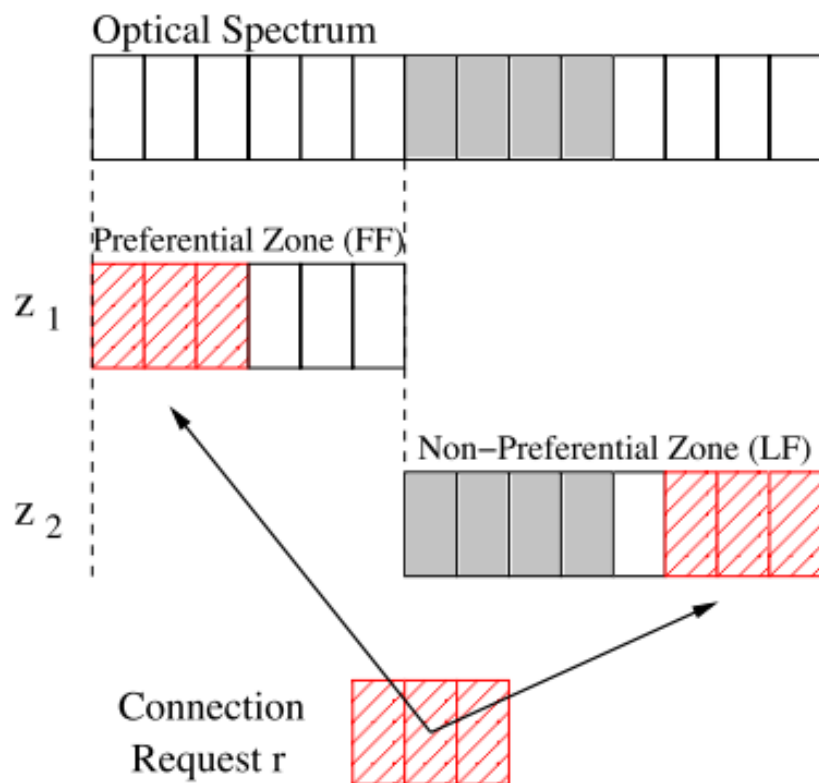 Optical Spectrum
Preferential Zone (FF)
z 1
Non−Preferential Zone (LF)
z 2
Connection
Request r